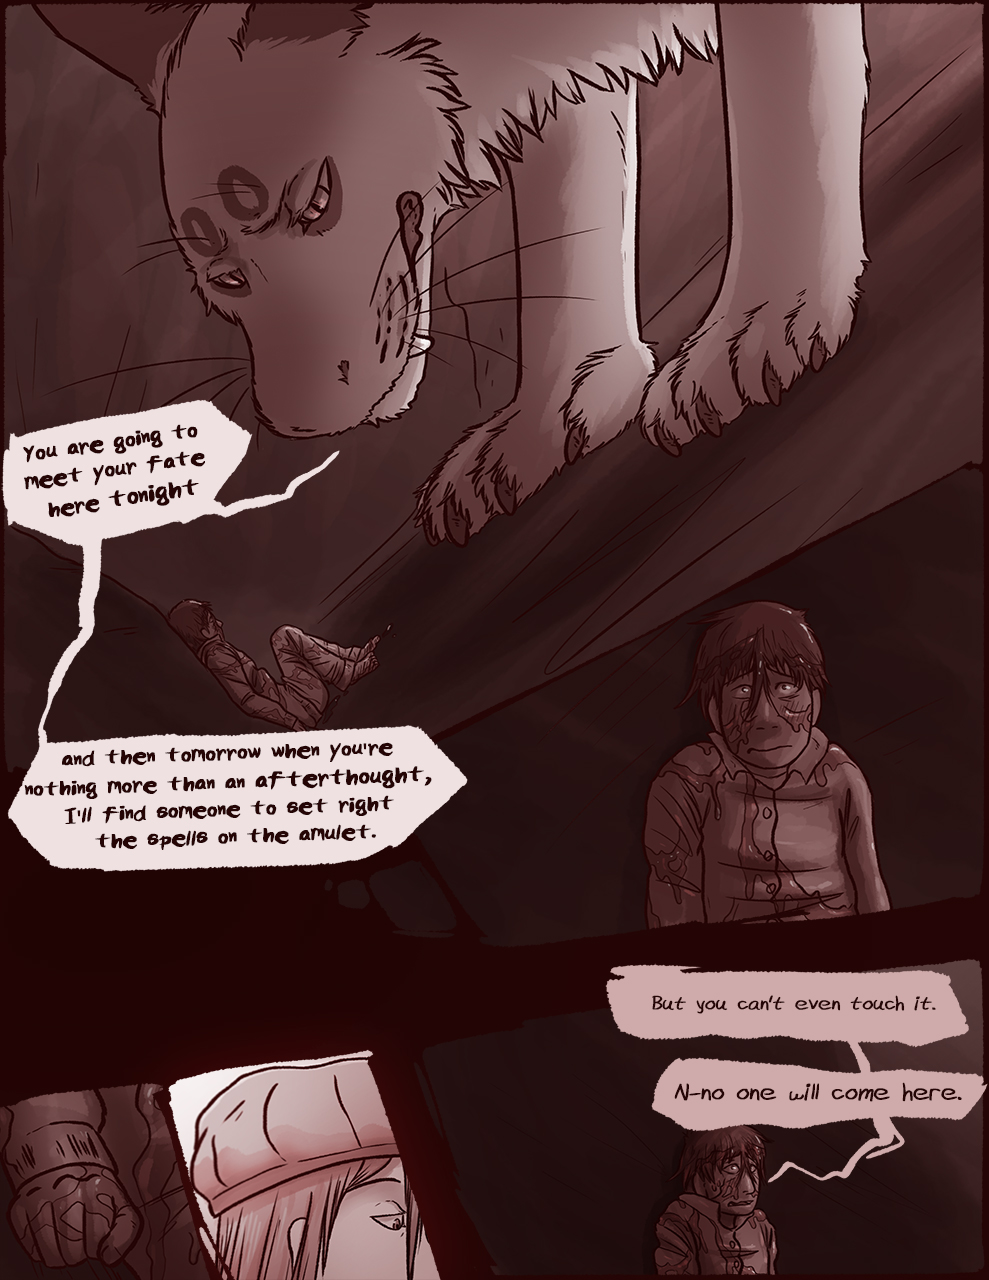 You are going to
meet your fate
here tonight
and then tomorrow when you're
nothing more than an afterthought,
I'll find someone to set right
the spells on the amulet.
But you can't even touch it.
N-no one will come here.